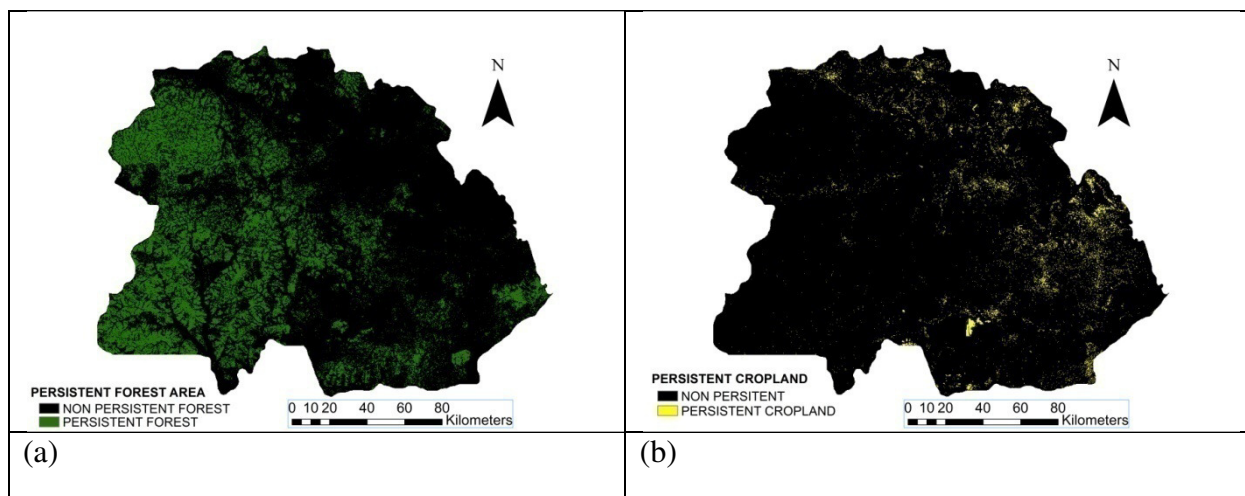 N
PERSISTENT FOREST AREA
NON PERSISTENT FOREST
PERSISTENT FOREST
0 10 20 40 60 80
Kilometers
(a)
N
PERSISTENT CROPLAND
NON PERSITENT
PERSISTENT CROPLAND
0 10 20 40 60 80
Kilometers
(b)